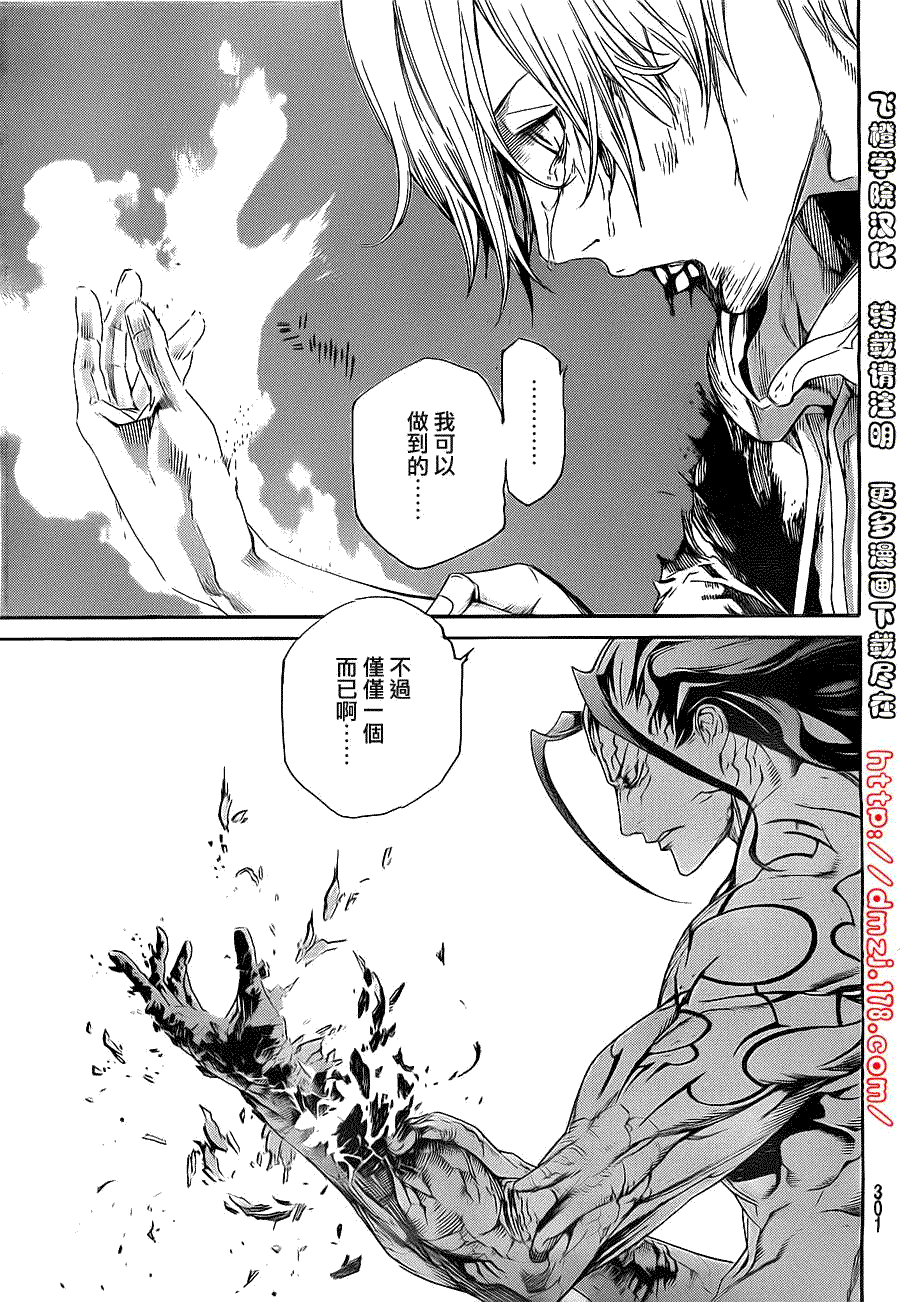 ………
我可以
做到的……
不過
僅僅一個
而已啊……
飞橙学院汉化 转载请注明 更多漫画下载尽在 http://dmzj.178.com/
301